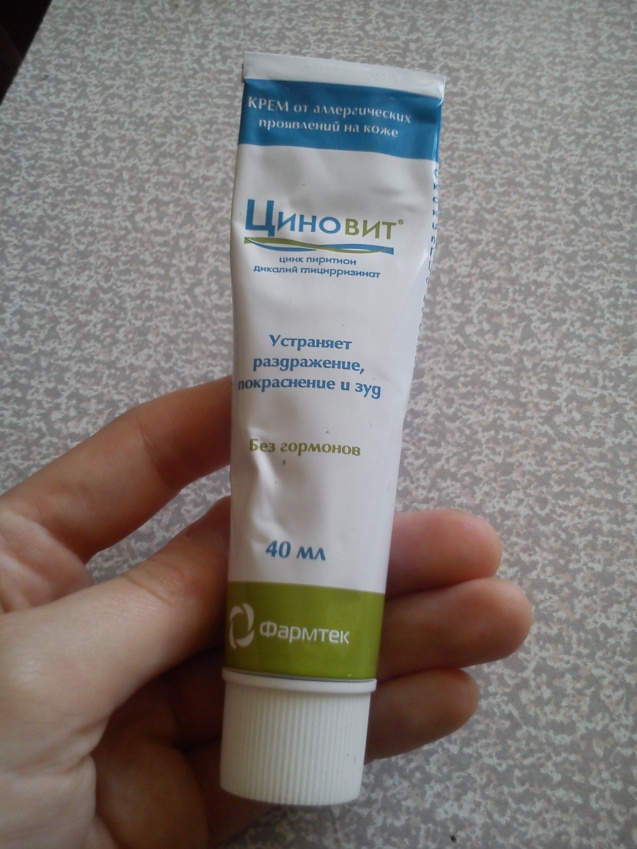 КРЕМ от аллергических
проявлений на коже
Циновит®
цинк пиритион
дикалий глицирризинат
Устраняет
раздражение,
покраснение и зуд
Без гормонов
40 мл
Фармтек